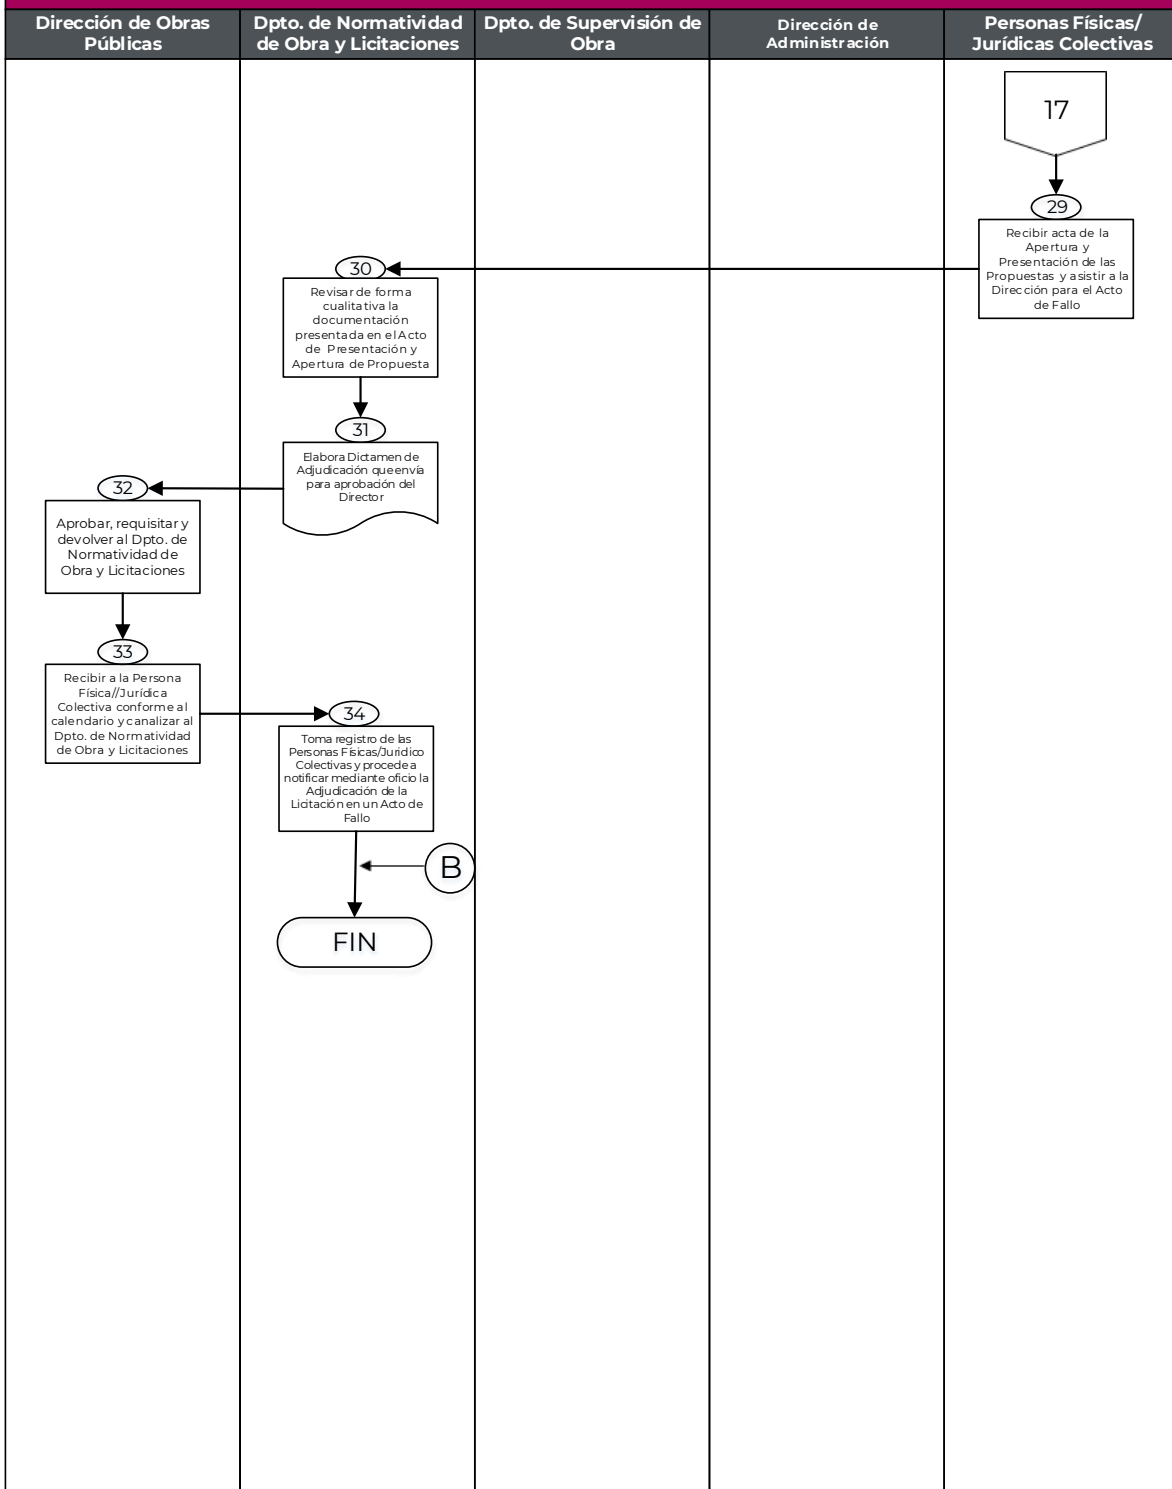 Dirección de Obras
Públicas
Dpto. de Normatividad
de Obra y Licitaciones
Dpto. de Supervisión de
Obra
Dirección de
Administración
Personas Físicas/
Jurídicas Colectivas
17
29
Recibir acta de la
Apertura y
Presentación de las
Propuestas y asistir a la
Dirección para el Acto
de Fallo
30
Revisar de forma
cualitativa la
documentación
presentada en el Acto
de Presentación y
Apertura de Propuesta
31
Elabora Dictamen de
Adjudicación que envía
para aprobación del
Director
32
Aprobar, requisitar y
devolver al Dpto. de
Normatividad de
Obra y Licitaciones
33
Recibir a la Persona
Física//Jurídica
Colectiva conforme al
calendario y canalizar al
Dpto. de Normatividad
de Obra y Licitaciones
34
Toma registro de las
Personas Físicas/Juridico
Colectivas y procede a
notificar mediante oficio la
Adjudicación de la
Licitación en un Acto de
Fallo
B
FIN